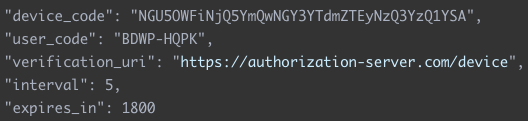 "device_code": "NGU5OWFiNjQ5YmQwNGY3YTdmZTEyNzQ3YzQ1YSA",
"user_code": "BDWP-HQPK",
"verification_uri": "https://authorization-server.com/device",
"interval": 5,
"expires_in": 1800